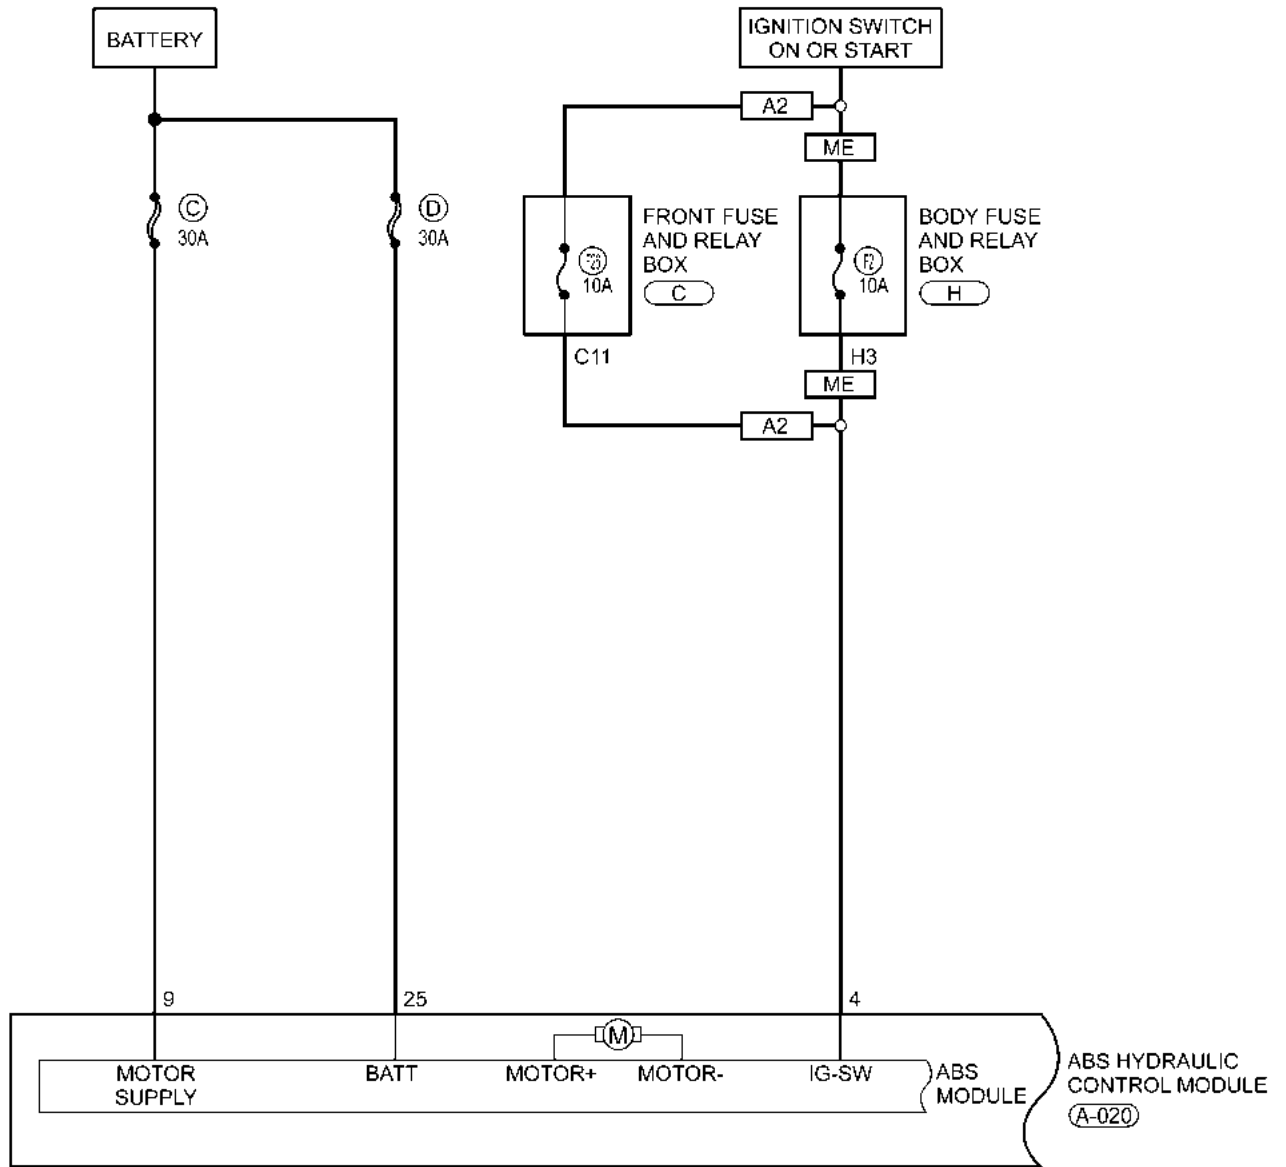 BATTERY
IGNITION SWITCH
ON OR START
A2
ME
C
30A
D
30A
FRONT FUSE
AND RELAY
BOX
C
10A
BODY FUSE
AND RELAY
BOX
H
F2
10A
C11
H3
ME
A2
9
25
4
M
MOTOR
SUPPLY
BATT
MOTOR+
MOTOR-
IG-SW
ABS
MODULE
ABS HYDRAULIC
CONTROL MODULE
A-020